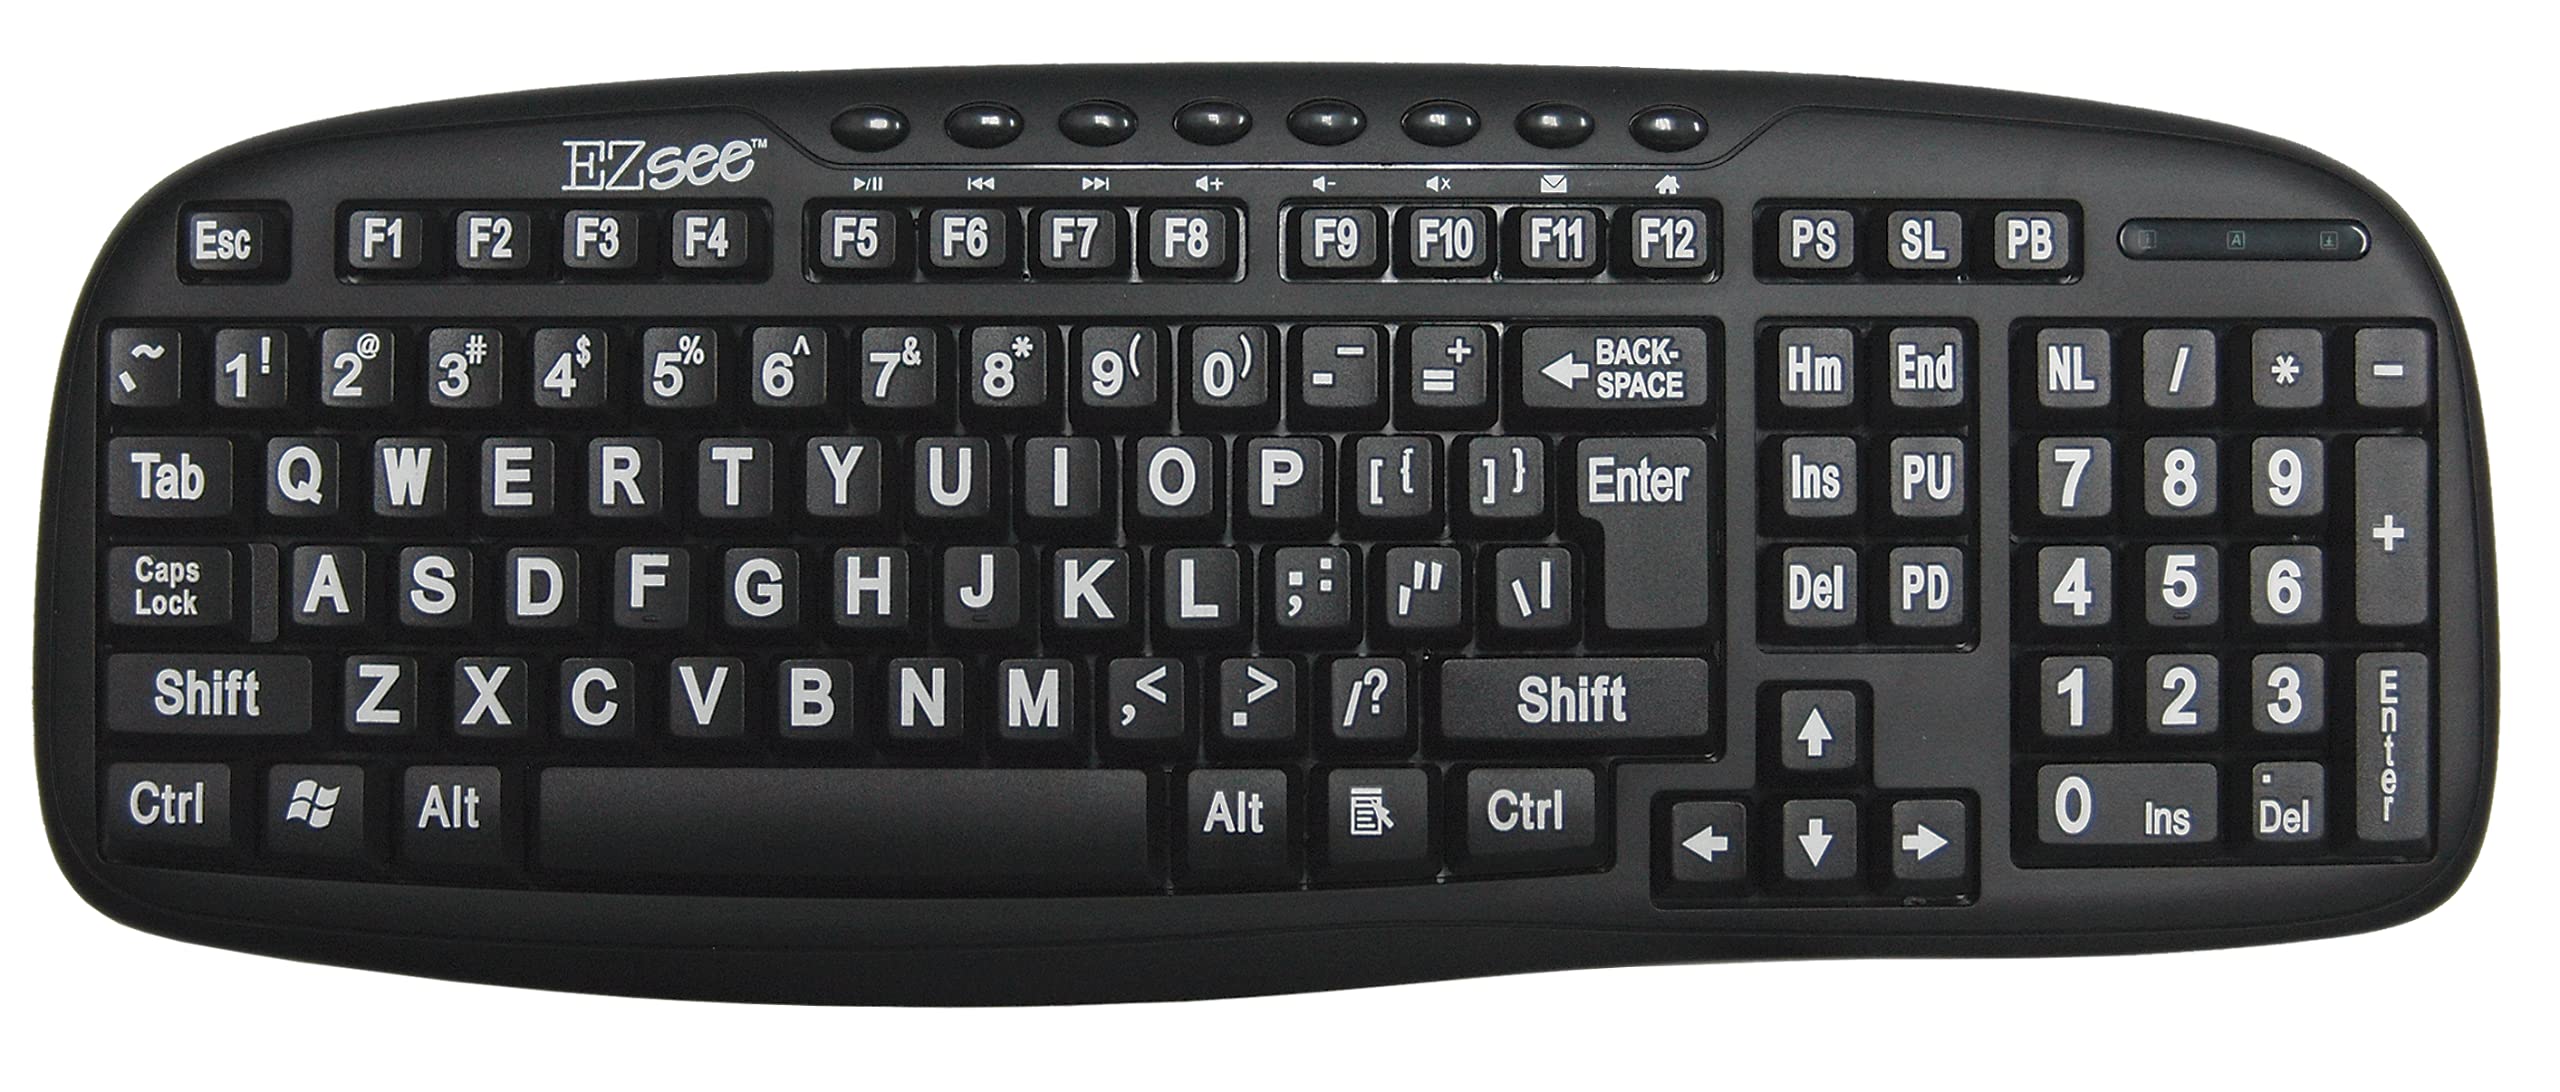 EZsee™
Esc F1 F2 F3 F4 F5 F6 F7 F8 F9 F10 F11 F12 PS SL PB
A
~ ` 1 ! 2 @ 3 # 4 $ 5 % 6 ^ 7 & 8 * 9 ( 0 ) - _ = + BACK-
SPACE Hm End NL / * -
Tab Q W E R T Y U I O P [ { ] } Enter Ins PU 7 8 9 +
Caps
Lock A S D F G H J K L ; : ' " \ | Del PD 4 5 6
Shift Z X C V B N M , < . > / ? Shift 1 2 3 Enter
Ctrl Alt Alt Ctrl 0 Ins . Del